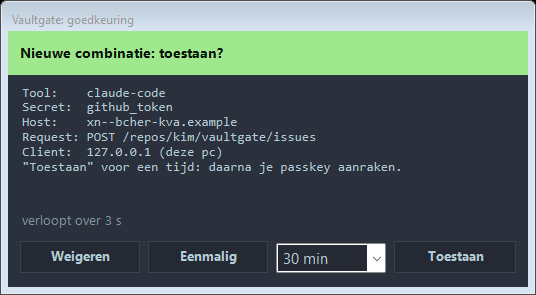 Vaultgate: goedkeuring
Nieuwe combinatie: toestaan?
Tool: claude-code
Secret: github_token
Host: xn--bcher-kva.example
Request: POST /repos/kim/vaultgate/issues
Client: 127.0.0.1 (deze pc)
"Toestaan" voor een tijd: daarna je passkey aanraken.
verloopt over 3 s
Weigeren Eenmalig 30 min Toestaan